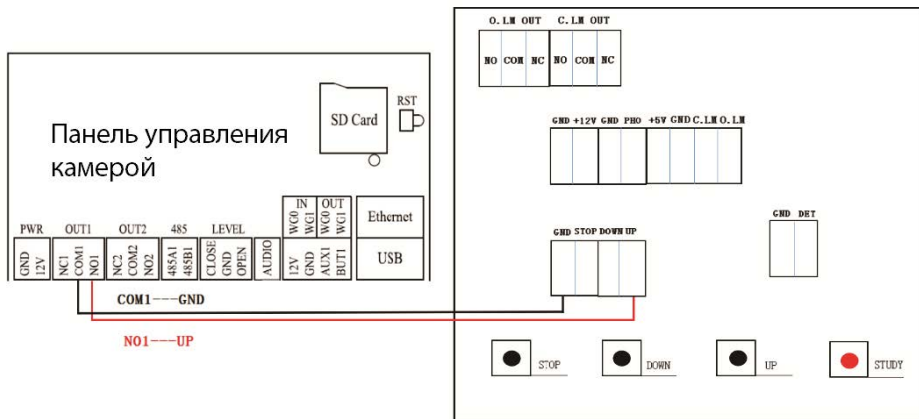 Панель управления
камерой
SD Card
RST
PWR OUT1 OUT2 485 LEVEL IN OUT
WG0 WG1 WG0 WG1
Ethernet
GND 12V NC1 COM1 NO1 NC2 COM2 NO2 485A1 485B1 CLOSE GND OPEN AUDIO 12V GND AUX1 BUT1
USB
COM1---GND
NO1---UP
O.LM OUT C.LM OUT
NO COM NC NO COM NC
GND +12V GND PHO +5V GND C.LM O.LM
GND DET
GND STOP DOWN UP
STOP DOWN UP STUDY